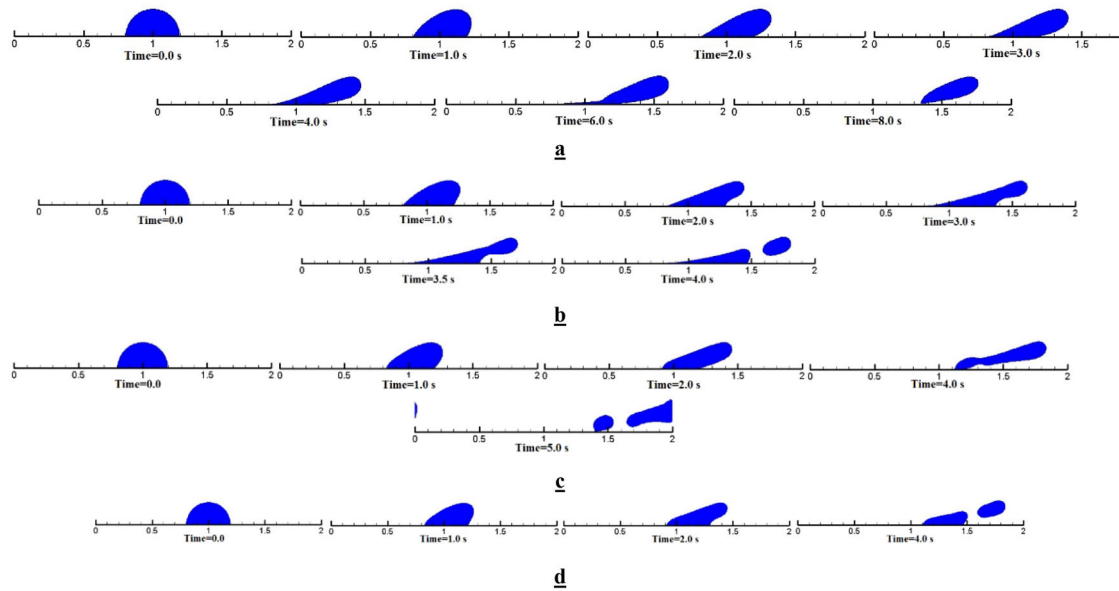 0 0.5 1 1.5 2 0 0.5 1 1.5 2 0 0.5 1 1.5 2 0 0.5 1 1.5
Time=0.0 s Time=1.0 s Time=2.0 s Time=3.0 s
0 0.5 1 1.5 2 0 0.5 1 1.5 2 0 0.5 1 1.5 2
Time=4.0 s Time=6.0 s Time=8.0 s
a
0 0.5 1 1.5 2 0 0.5 1 1.5 2 0 0.5 1 1.5 2 0 0.5 1 1.5 2
Time=0.0 Time=1.0 s Time=2.0 s Time=3.0 s
0 0.5 1 1.5 2 0 0.5 1 1.5 2
Time=3.5 s Time=4.0 s
b
0 0.5 1 1.5 2 0 0.5 1 1.5 2 0 0.5 1 1.5 2 0 0.5 1 1.5 2
Time=0.0 Time=1.0 s Time=2.0 s Time=4.0 s
0 0.5 1 1.5 2
Time=5.0 s
c
0 0.5 1 1.5 2 0 0.5 1 1.5 2 0 0.5 1 1.5 2 0 0.5 1 1.5 2
Time=0.0 Time=1.0 s Time=2.0 s Time=4.0 s
d